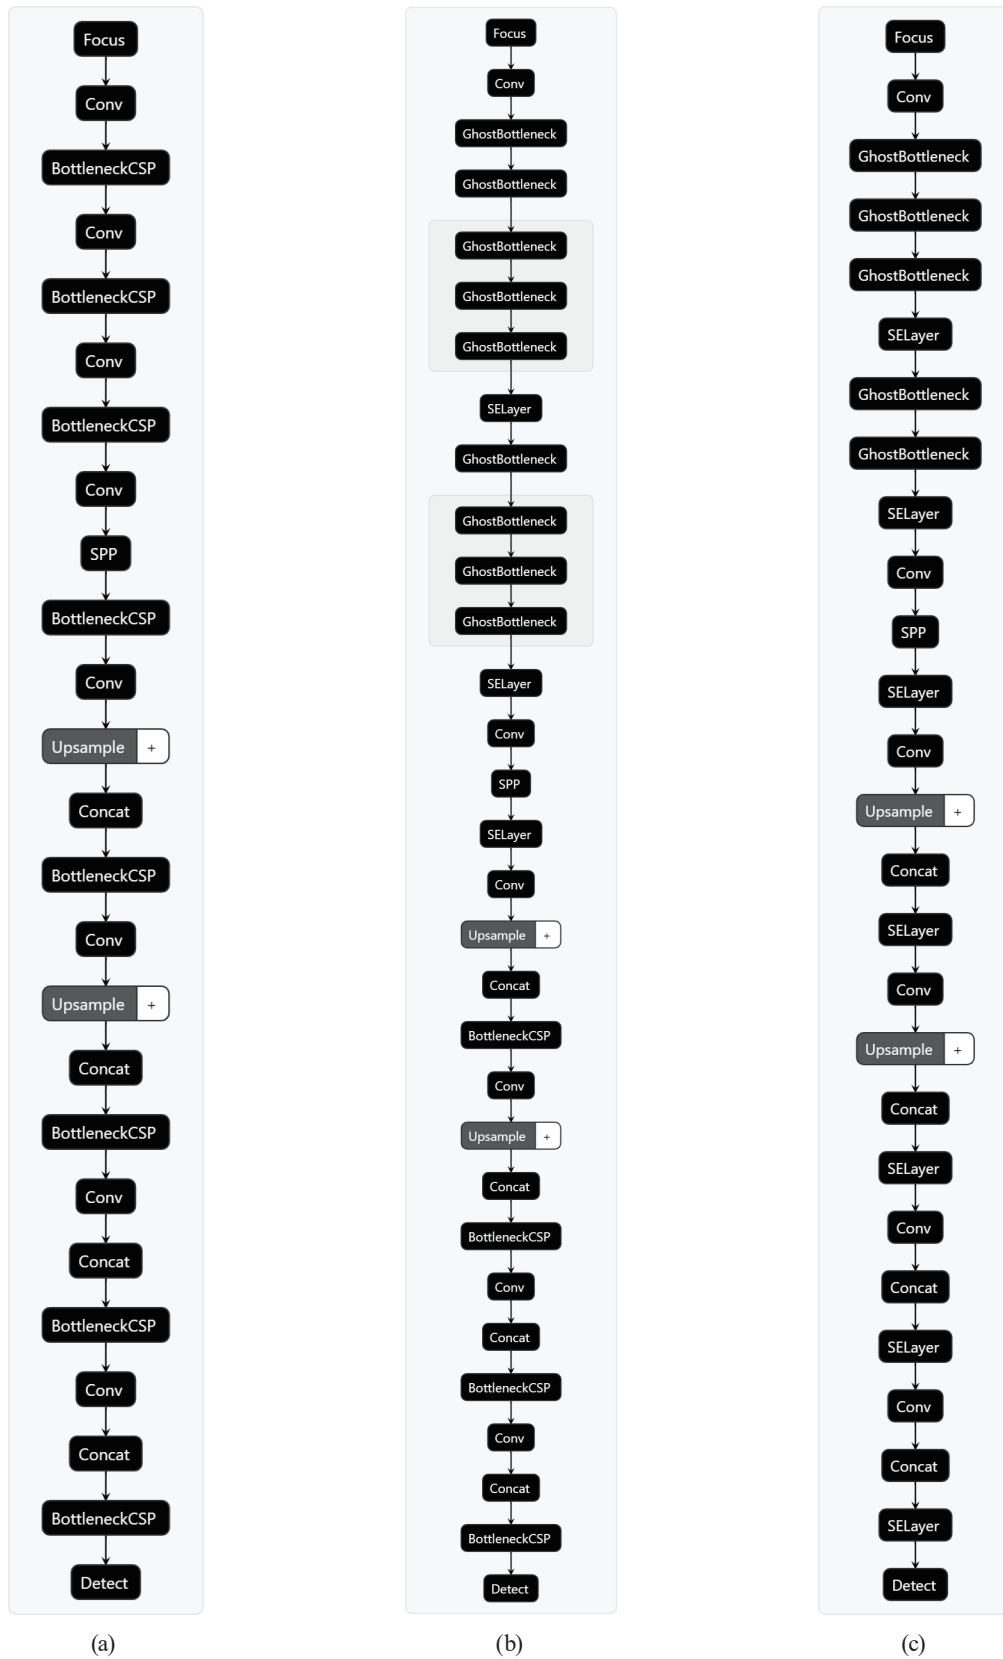 Focus
Conv
BottleneckCSP
Conv
BottleneckCSP
Conv
BottleneckCSP
Conv
SPP
BottleneckCSP
Conv
Upsample +
Concat
BottleneckCSP
Conv
Upsample +
Concat
BottleneckCSP
Conv
Concat
BottleneckCSP
Conv
Concat
BottleneckCSP
Detect
(a)
Focus
Conv
GhostBottleneck
GhostBottleneck
GhostBottleneck
GhostBottleneck
GhostBottleneck
SELayer
GhostBottleneck
GhostBottleneck
GhostBottleneck
GhostBottleneck
SELayer
Conv
SPP
SELayer
Conv
Upsample +
Concat
BottleneckCSP
Conv
Upsample +
Concat
BottleneckCSP
Conv
Concat
BottleneckCSP
Conv
Concat
BottleneckCSP
Detect
(b)
Focus
Conv
GhostBottleneck
GhostBottleneck
GhostBottleneck
SELayer
GhostBottleneck
GhostBottleneck
SELayer
Conv
SPP
SELayer
Conv
Upsample +
Concat
SELayer
Conv
Upsample +
Concat
SELayer
Conv
Concat
SELayer
Conv
Concat
SELayer
Detect
(c)